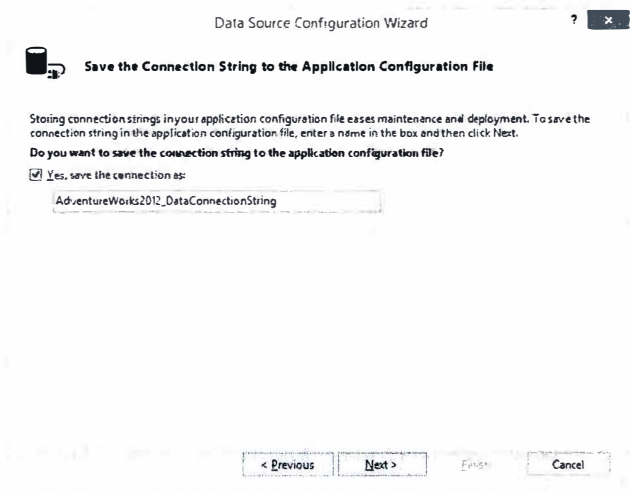 Data Source Configuration Wizard
? ×
Save the Connection String to the Application Configuration File
Storing connection strings in your application configuration file eases maintenance and deployment. To save the
connection string in the application configuration file, enter a name in the box and then click Next.
Do you want to save the connection string to the application configuration file?
Yes, save the connection as:
AdventureWorks2012_DataConnectionString
< Previous Next > Finish Cancel